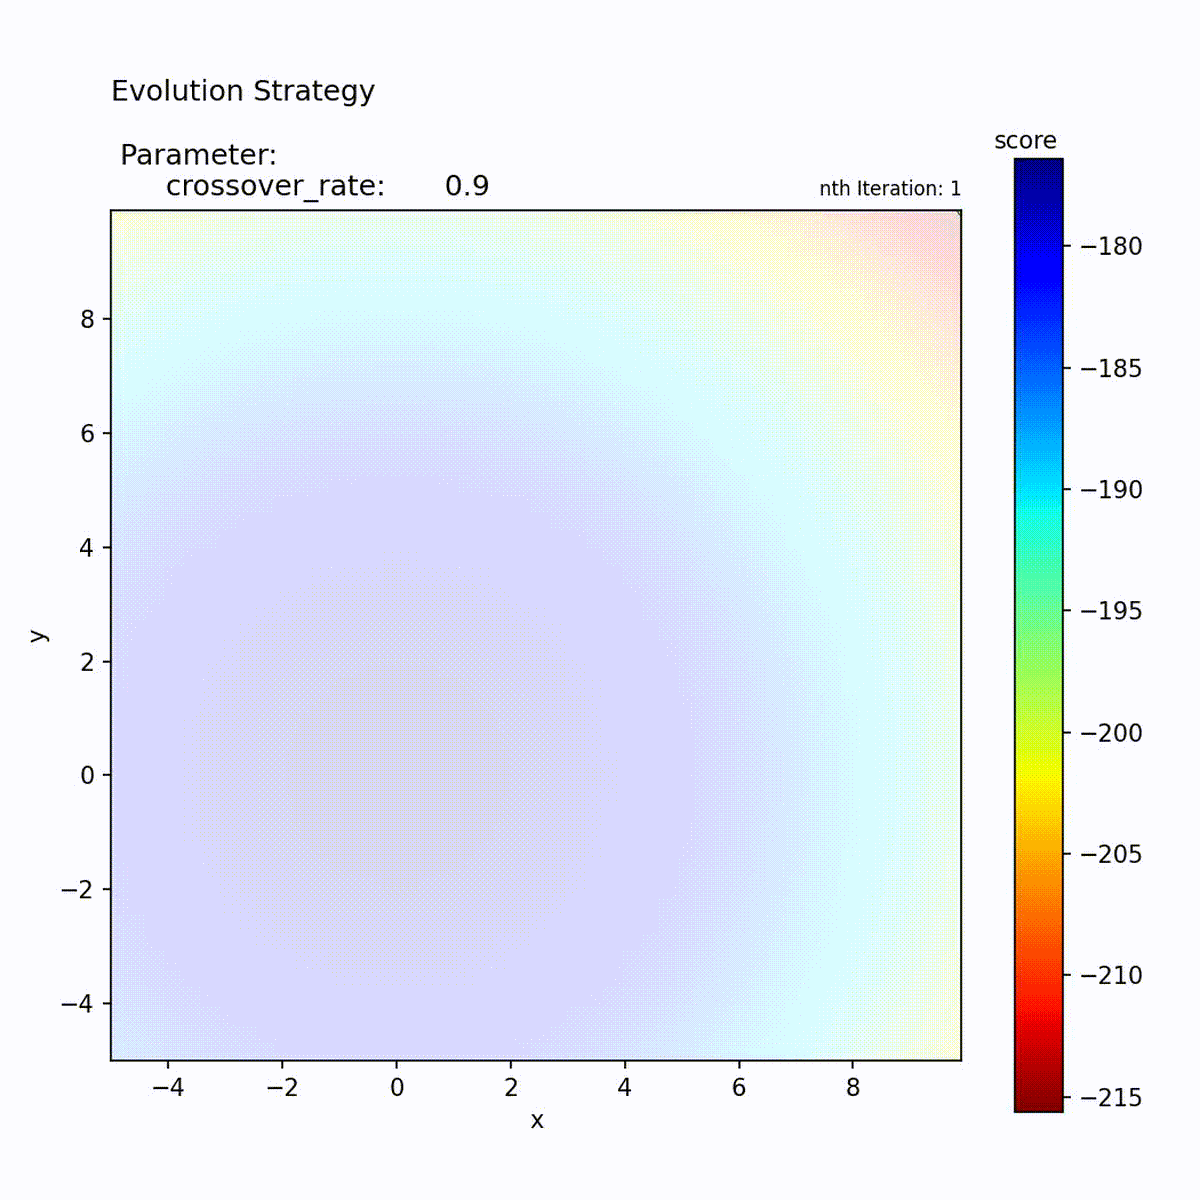 Evolution Strategy
Parameter:
crossover_rate: 0.9
nth Iteration: 1
score
−180
−185
−190
−195
−200
−205
−210
−215
y
8
6
4
2
0
−2
−4
−4 −2 0 2 4 6 8
x